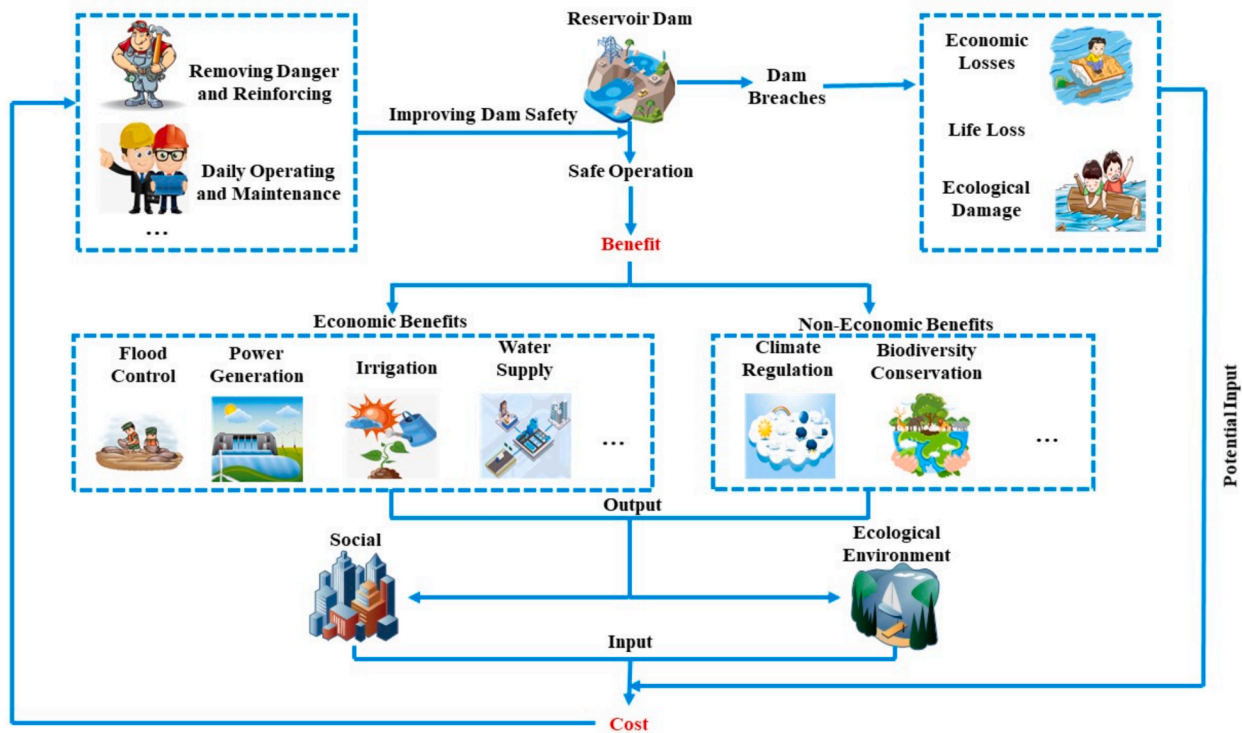 Reservoir Dam
Removing Danger
and Reinforcing
Daily Operating
and Maintenance
...
Improving Dam Safety
Dam
Breaches
Economic
Losses
Life Loss
Ecological
Damage
Safe Operation
Benefit
Economic Benefits
Non-Economic Benefits
Flood
Control
Power
Generation
Irrigation
Water
Supply
...
Climate
Regulation
Biodiversity
Conservation
...
Potential Input
Output
Social
Ecological
Environment
Input
Cost